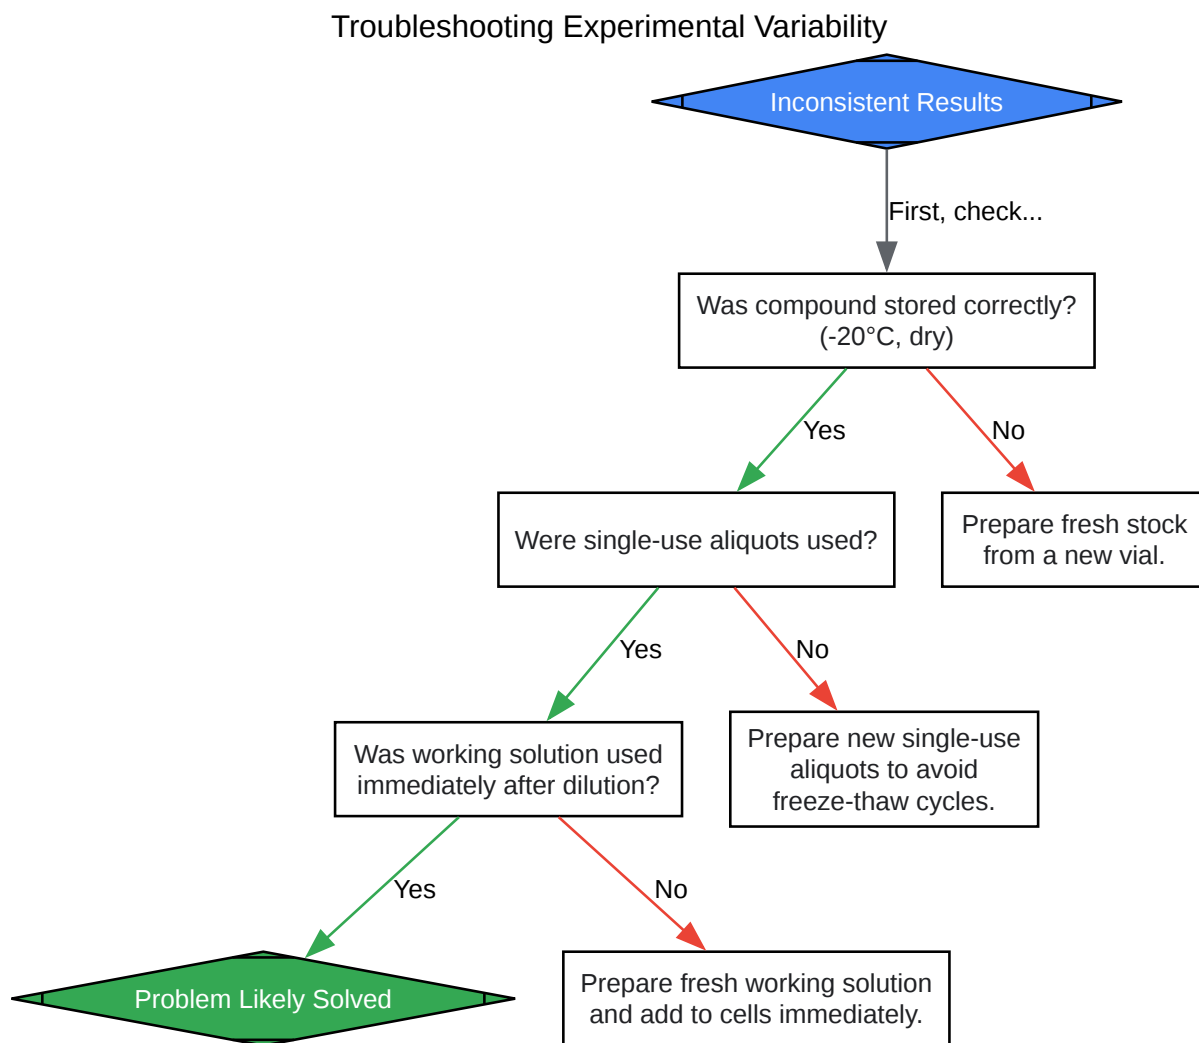 Troubleshooting Experimental Variability
Inconsistent Results
First, check...
Was compound stored correctly?
(-20°C, dry)
Yes
No
Were single-use aliquots used?
Prepare fresh stock
from a new vial.
Yes
No
Was working solution used
immediately after dilution?
Prepare new single-use
aliquots to avoid
freeze-thaw cycles.
Yes
No
Problem Likely Solved
Prepare fresh working solution
and add to cells immediately.